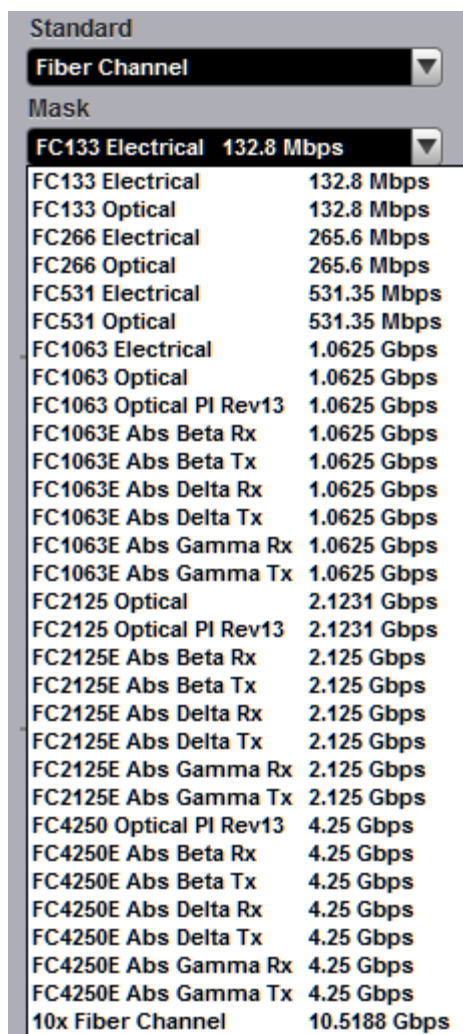 Standard
Fiber Channel
Mask
FC133 Electrical 132.8 Mbps
FC133 Electrical 132.8 Mbps
FC133 Optical 132.8 Mbps
FC266 Electrical 265.6 Mbps
FC266 Optical 265.6 Mbps
FC531 Electrical 531.35 Mbps
FC531 Optical 531.35 Mbps
FC1063 Electrical 1.0625 Gbps
FC1063 Optical 1.0625 Gbps
FC1063 Optical PI Rev13 1.0625 Gbps
FC1063E Abs Beta Rx 1.0625 Gbps
FC1063E Abs Beta Tx 1.0625 Gbps
FC1063E Abs Delta Rx 1.0625 Gbps
FC1063E Abs Delta Tx 1.0625 Gbps
FC1063E Abs Gamma Rx 1.0625 Gbps
FC1063E Abs Gamma Tx 1.0625 Gbps
FC2125 Optical 2.1231 Gbps
FC2125 Optical PI Rev13 2.1231 Gbps
FC2125E Abs Beta Rx 2.125 Gbps
FC2125E Abs Beta Tx 2.125 Gbps
FC2125E Abs Delta Rx 2.125 Gbps
FC2125E Abs Delta Tx 2.125 Gbps
FC2125E Abs Gamma Rx 2.125 Gbps
FC2125E Abs Gamma Tx 2.125 Gbps
FC4250 Optical PI Rev13 4.25 Gbps
FC4250E Abs Beta Rx 4.25 Gbps
FC4250E Abs Beta Tx 4.25 Gbps
FC4250E Abs Delta Rx 4.25 Gbps
FC4250E Abs Delta Tx 4.25 Gbps
FC4250E Abs Gamma Rx 4.25 Gbps
FC4250E Abs Gamma Tx 4.25 Gbps
10x Fiber Channel 10.5188 Gbps